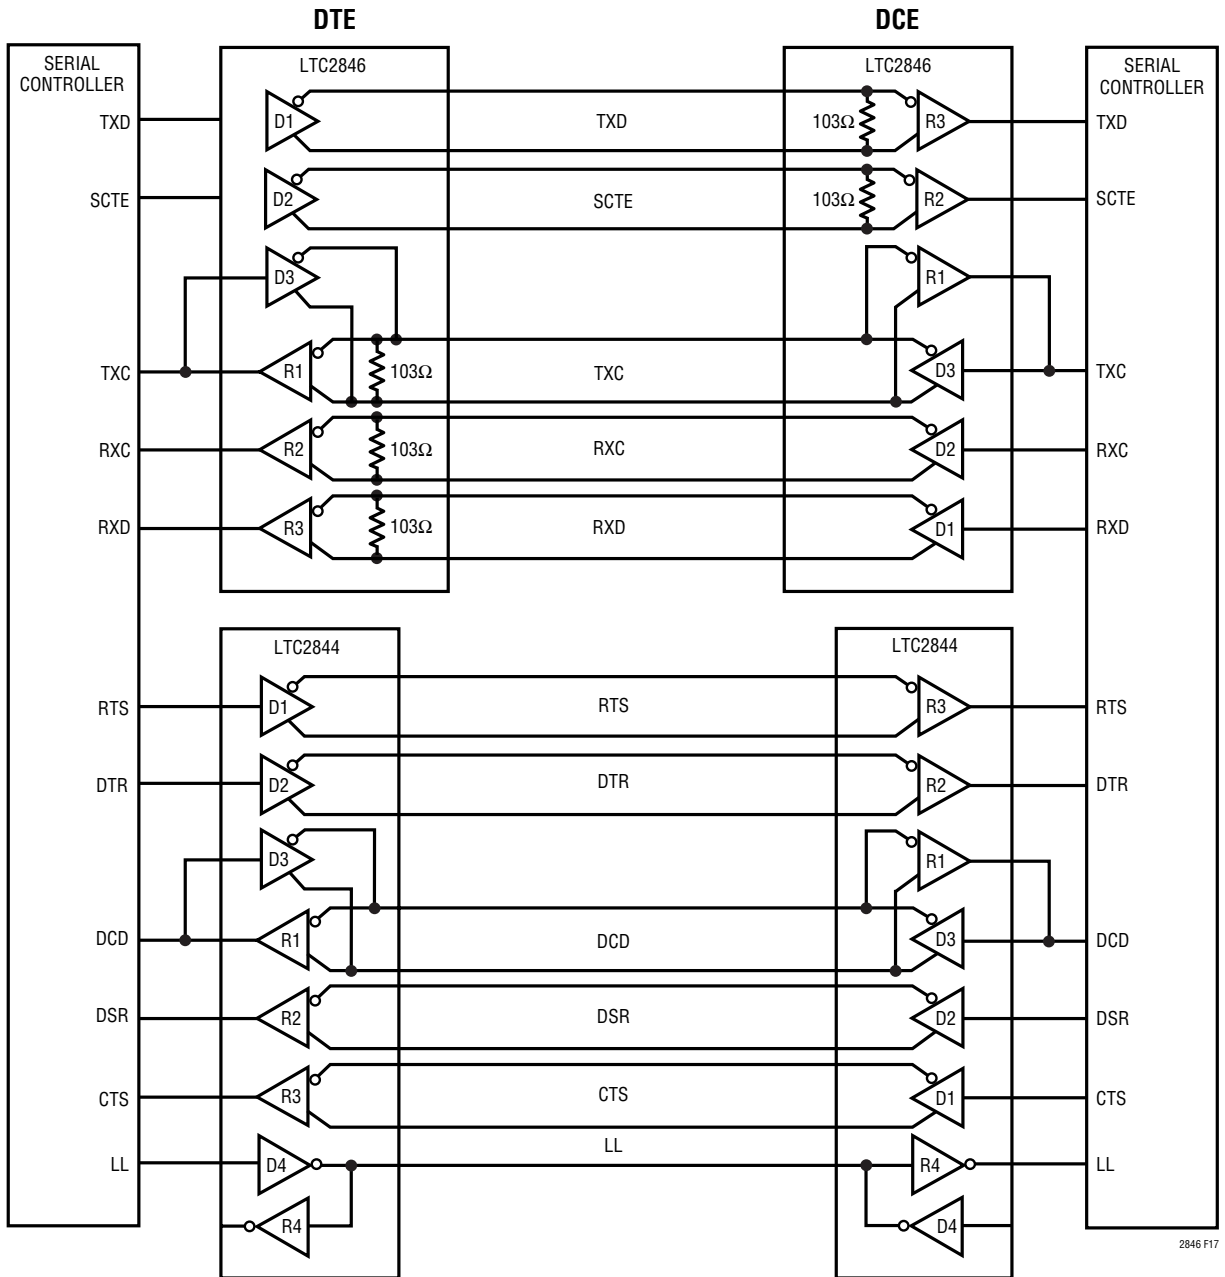 DTE
DCE
SERIAL
CONTROLLER
LTC2846
LTC2846
SERIAL
CONTROLLER
TXD
D1
TXD
103Ω
R3
TXD
SCTE
D2
SCTE
103Ω
R2
SCTE
D3
R1
TXC
R1
103Ω
TXC
D3
TXC
RXC
R2
103Ω
RXC
D2
RXC
RXD
R3
103Ω
RXD
D1
RXD
LTC2844
LTC2844
RTS
D1
RTS
R3
RTS
DTR
D2
DTR
R2
DTR
D3
R1
DCD
R1
DCD
D3
DCD
DSR
R2
DSR
D2
DSR
CTS
R3
CTS
D1
CTS
LL
D4
LL
R4
LL
R4
D4
2846 F17